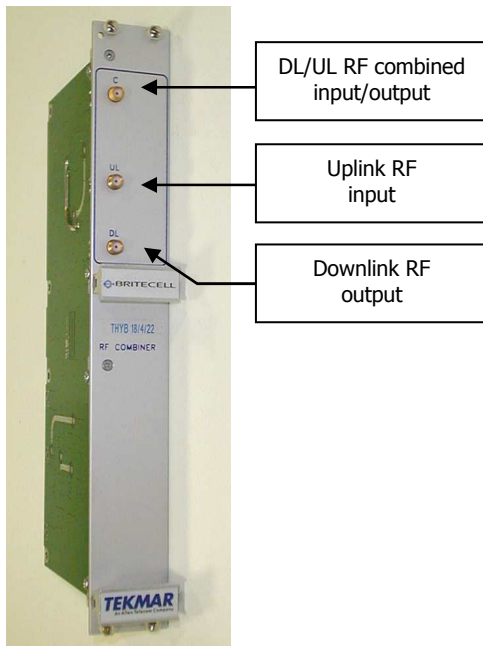 C
DL/UL RF combined
input/output
UL
Uplink RF
input
DL
Downlink RF
output
BRITECELL
THYB 18/4/22
RF COMBINER
TEKMAR
An Allen Telecom Company